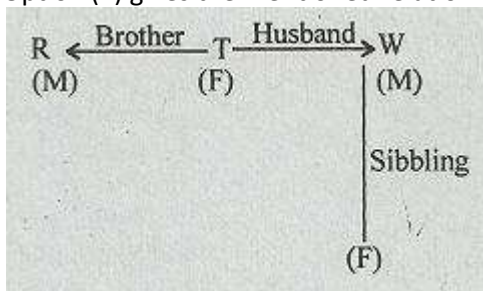 Brother Husband
R T W
(M) (F) (M)
Sibbling
(F)